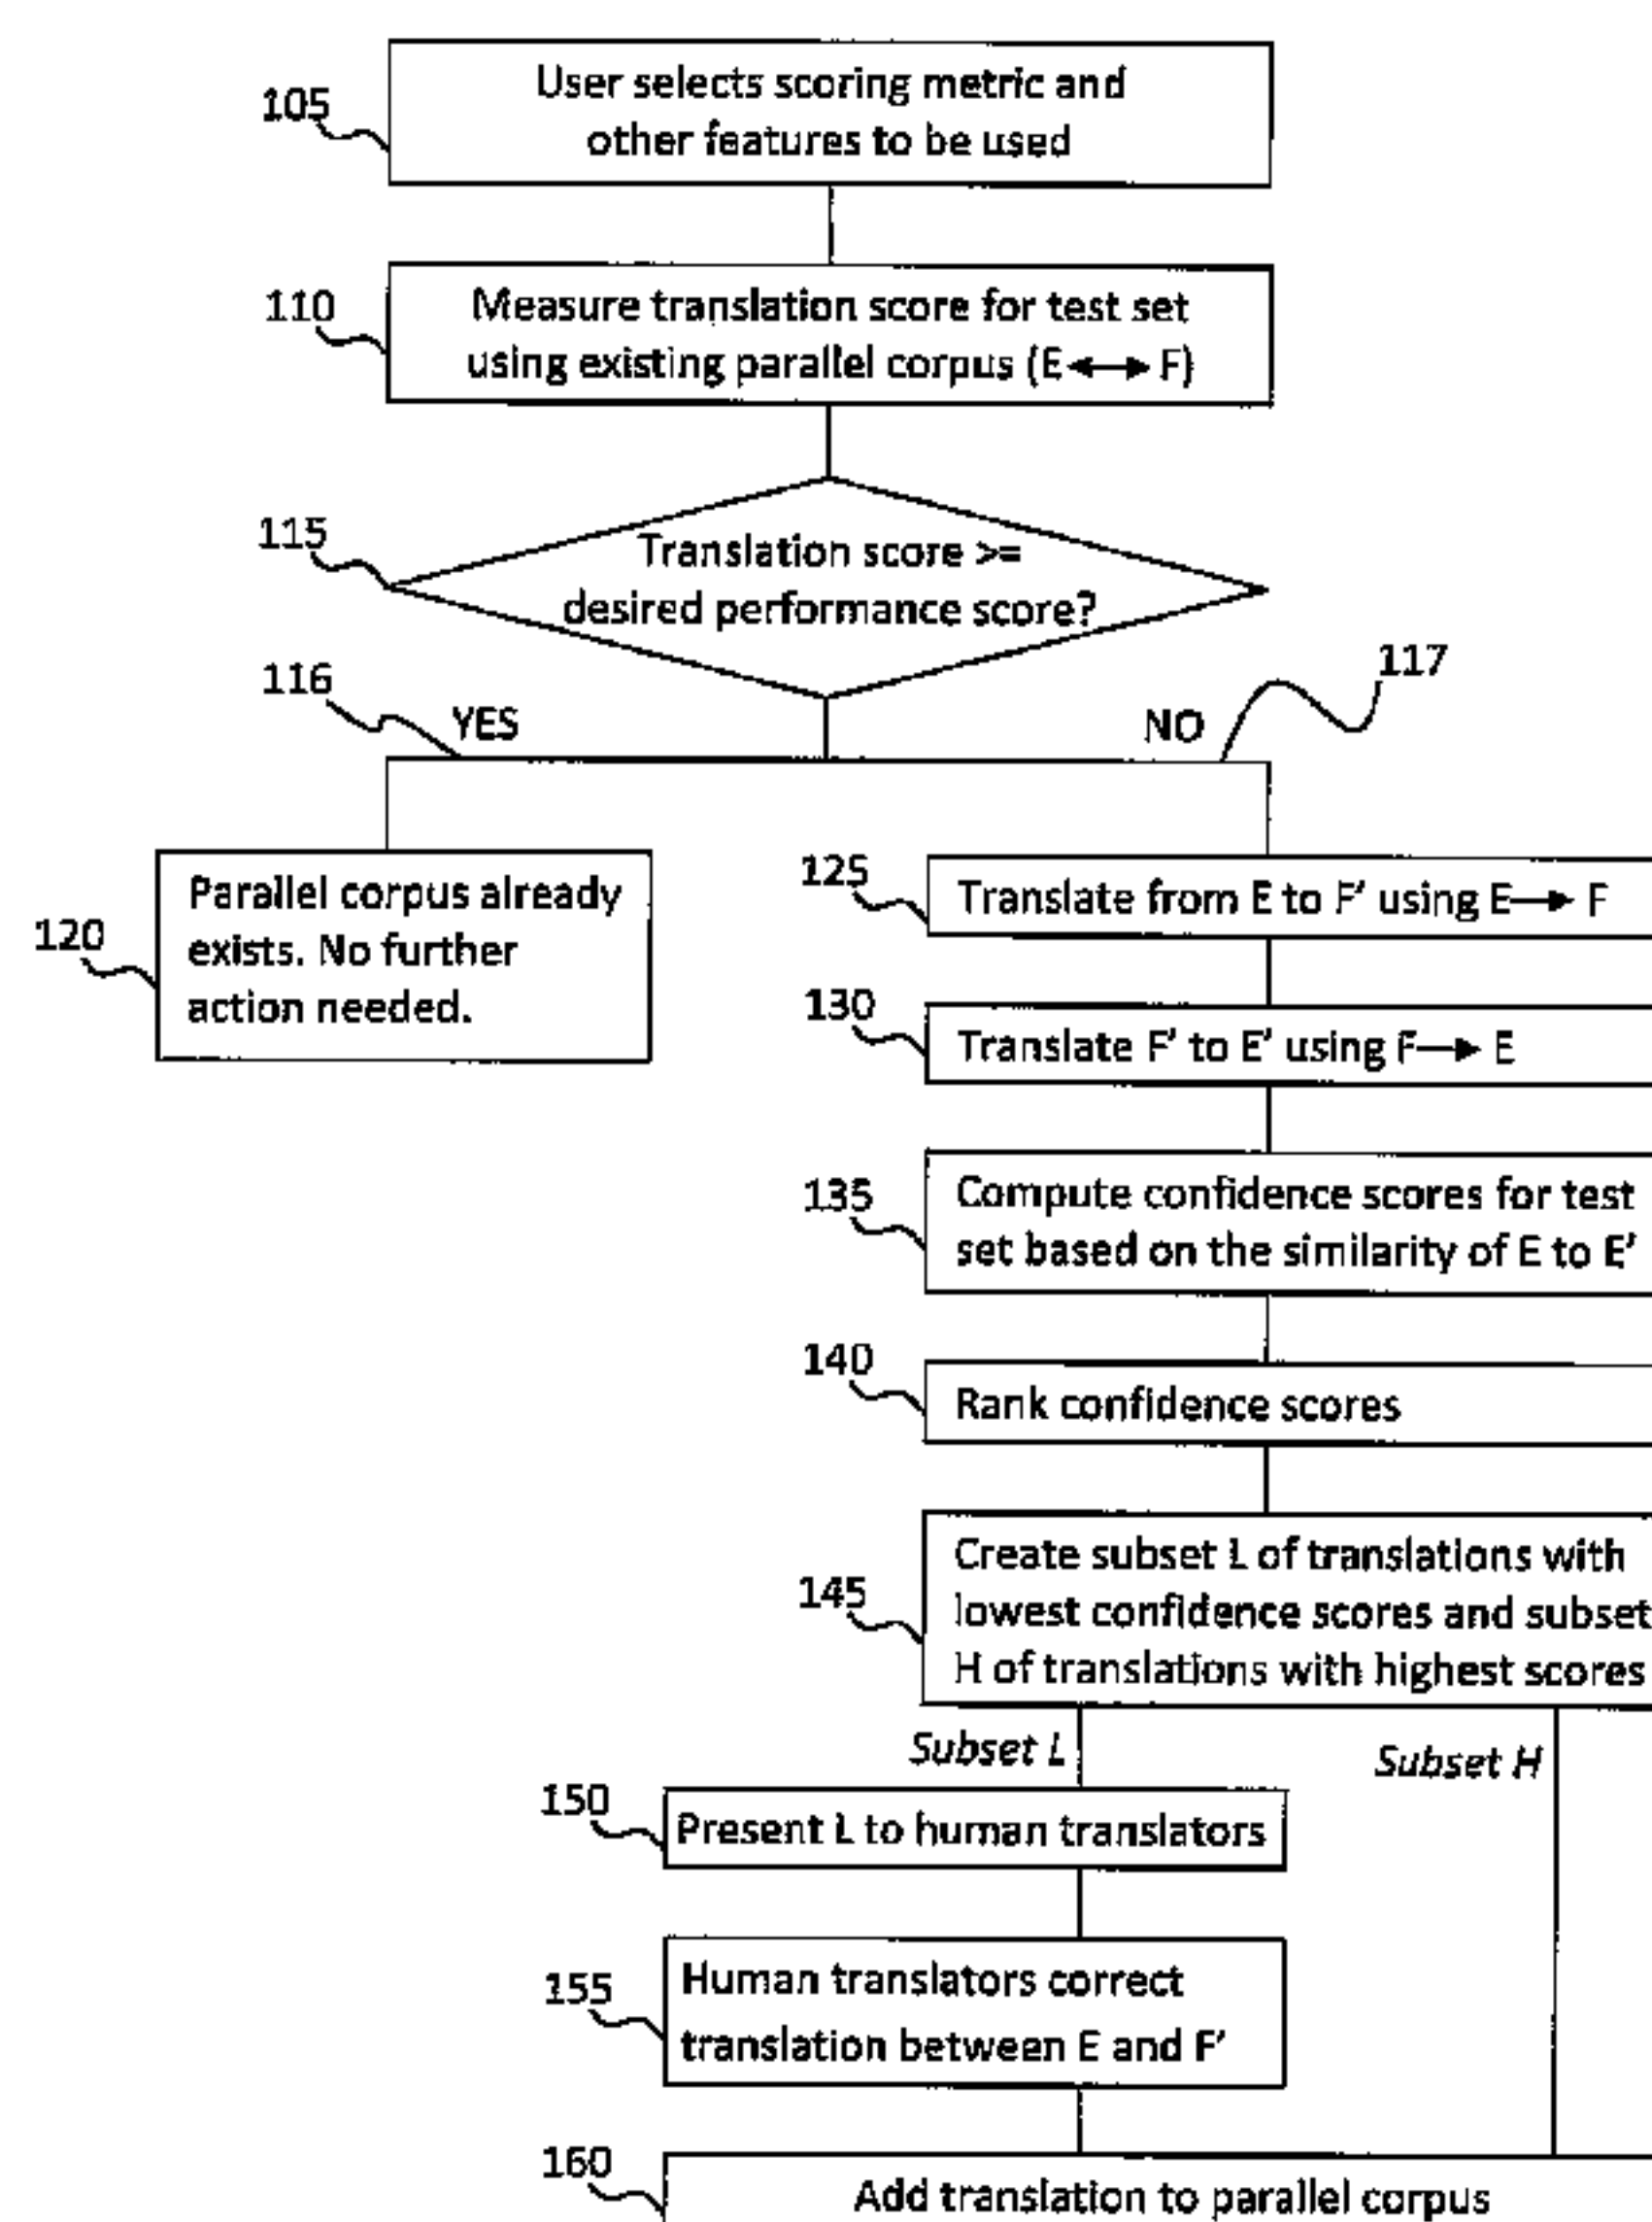 105
User selects scoring metric and
other features to be used
110
Measure translation score for test set
using existing parallel corpus (E ↔ F)
115
Translation score >=
desired performance score?
116
YES
NO
117
120
Parallel corpus already
exists. No further
action needed.
125
Translate from E to F' using E → F
130
Translate F' to E' using F → E
135
Compute confidence scores for test
set based on the similarity of E to E'
140
Rank confidence scores
145
Create subset L of translations with
lowest confidence scores and subset
H of translations with highest scores
Subset L
Subset H
150
Present L to human translators
155
Human translators correct
translation between E and F'
160
Add translation to parallel corpus